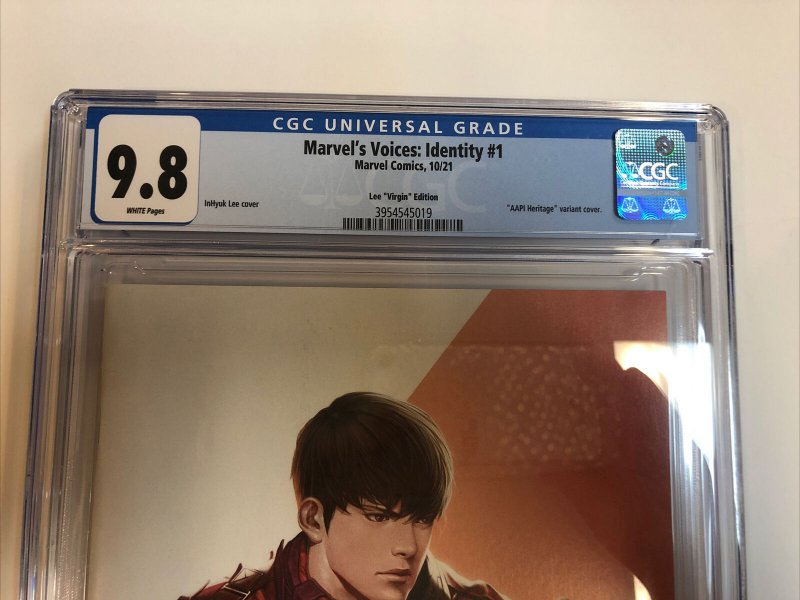 CGC UNIVERSAL GRADE
9.8
WHITE Pages
Marvel's Voices: Identity #1
Marvel Comics, 10/21
InHyuk Lee cover
Lee "Virgin" Edition
"AAPI Heritage" variant cover.
3954545019
CGC